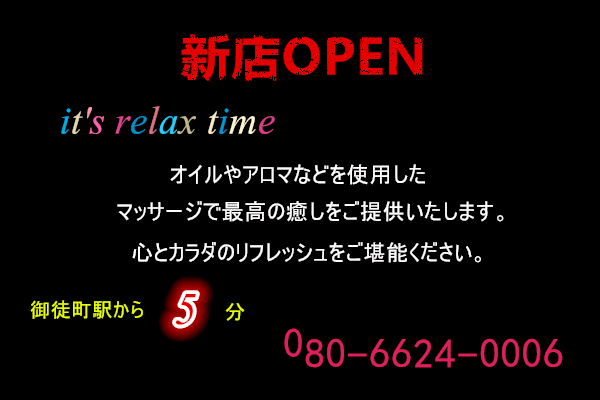 新店OPEN
it's relax time
オイルやアロマなどを使用した
マッサージで最高の癒しをご提供いたします。
心とカラダのリフレッシュをご堪能ください。
御徒町駅から 5 分
080-6624-0006